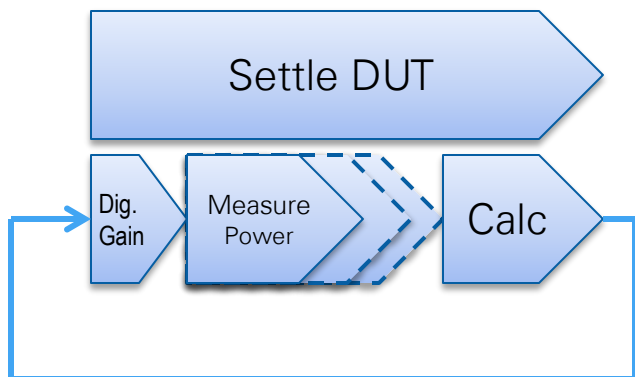 Settle DUT
Dig.
Gain
Measure
Power
Calc